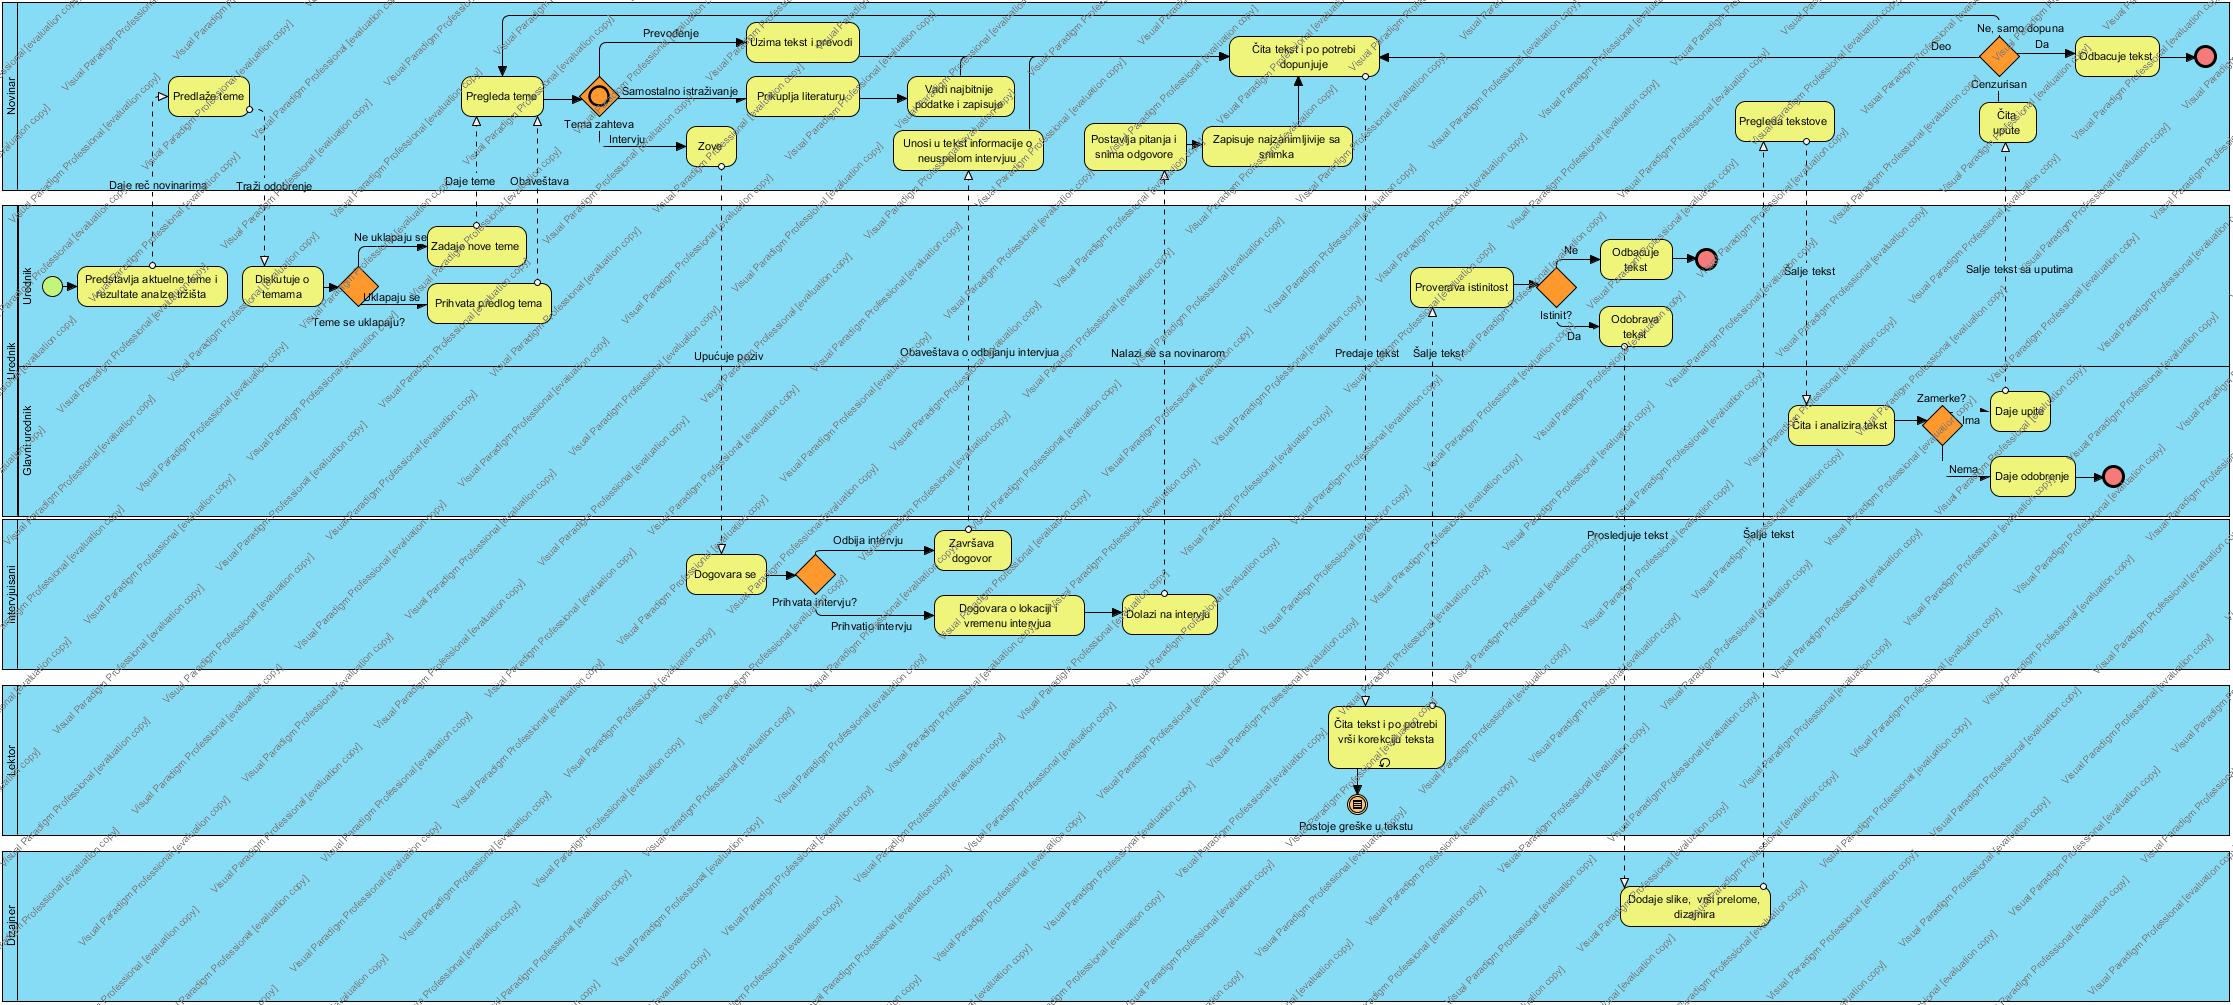 Novinar
Predlaže teme
Daje reč novinarima
Traži odobrenje
Pregleda teme
Daje teme
Obaveštava
Tema zahteva
Prevođenje
Samostalno istraživanje
Intervju
Uzima tekst i prevodi
Prikuplja literaturu
Zove
Vadi najbitnije
podatke i zapisuje
Unosi u tekst informacije o
neuspelom intervjuu
Postavlja pitanja i
snima odgovore
Zapisuje najzanimljivije sa
snimka
Čita tekst i po potrebi
dopunjuje
Pregleda tekstove
Deo
Ne, samo dopuna
Da
Cenzurisan
Čita
upute
Odbacuje tekst
Urednik
Urednik
Predstavlja aktuelne teme i
rezultate analze tržišta
Diskutuje o
temama
Ne uklapaju se
Uklapaju se
Teme se uklapaju?
Zadaje nove teme
Prihvata predlog tema
Upućuje poziv
Obaveštava o odbijanju intervjua
Nalazi se sa novinarom
Predaje tekst
Šalje tekst
Proverava istinitost
Istinit?
Ne
Da
Odbacuje
tekst
Odobrava
tekst
Šalje tekst
Šalje tekst sa uputima
Glavni urednik
Čita i analizira tekst
Zamerke?
Ima
Nema
Daje upite
Daje odobrenje
Intervjuisani
Dogovara se
Prihvata intervju?
Odbija intervju
Prihvatio intervju
Završava
dogovor
Dogovara o lokaciji i
vremenu intervjua
Dolazi na intervju
Prosledjuje tekst
Šalje tekst
Lektor
Čita tekst i po potrebi
vrši korekciju teksta
Postoje greške u tekstu
Dizajner
Dodaje slike, vrši prelome,
dizajnira
Visual Paradigm Professional [evaluation copy]